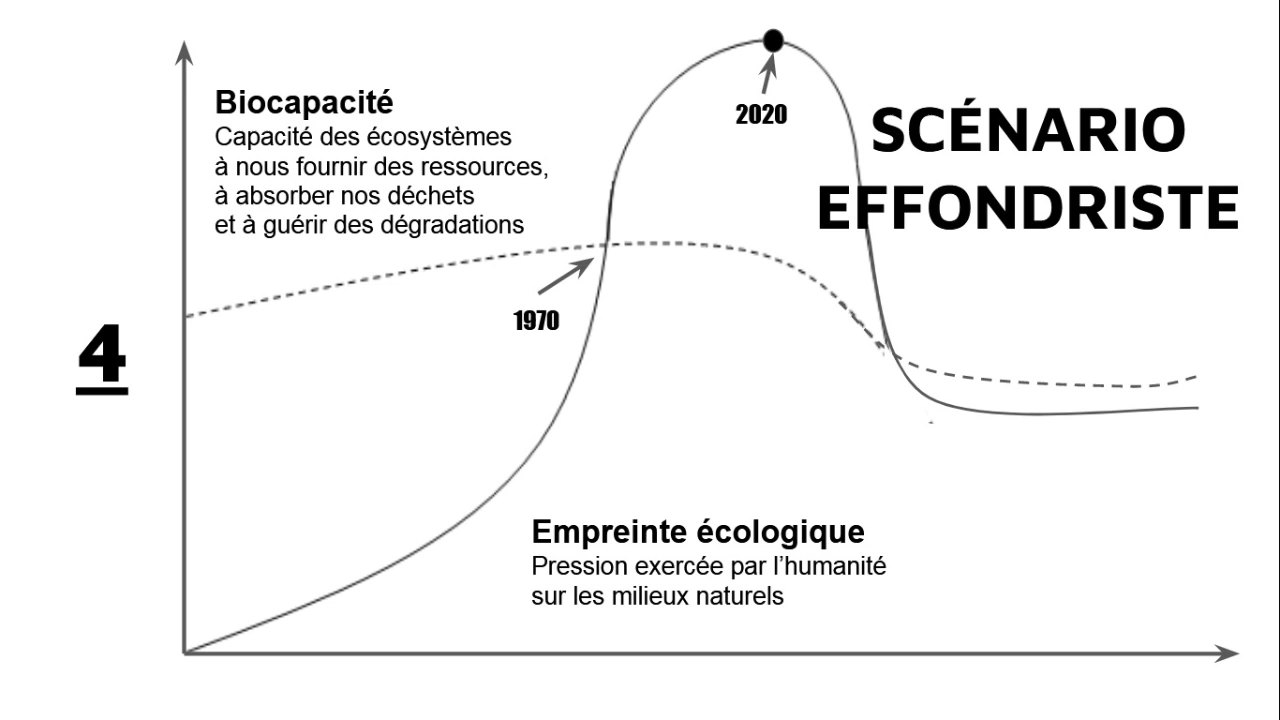 Biocapacité
Capacité des écosystèmes
à nous fournir des ressources,
à absorber nos déchets
et à guérir des dégradations
2020
SCÉNARIO
EFFONDRISTE
1970
4
Empreinte écologique
Pression exercée par l’humanité
sur les milieux naturels